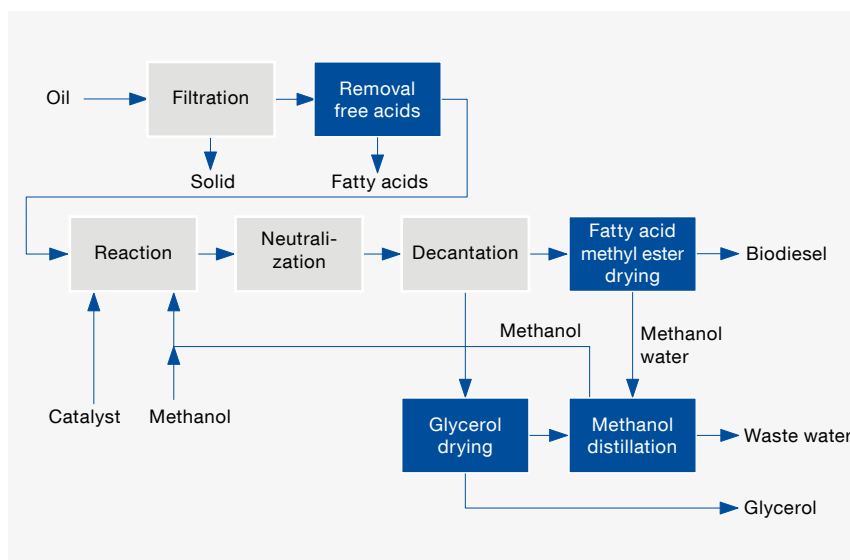 Oil
Filtration
Removal
free acids
Solid
Fatty acids
Reaction
Neutrali-
zation
Decantation
Fatty acid
methyl ester
drying
Biodiesel
Methanol
Methanol
water
Catalyst
Methanol
Glycerol
drying
Methanol
distillation
Waste water
Glycerol